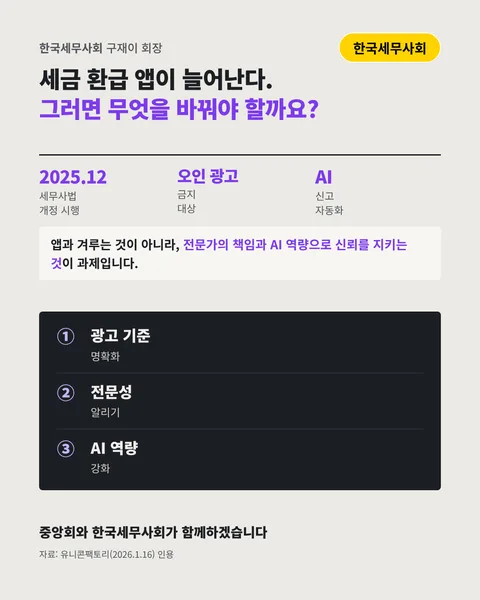 한국세무사회 구재이 회장
한국세무사회
세금 환급 앱이 늘어난다.
그러면 무엇을 바꿔야 할까요?
2025.12
세무사법
개정 시행
오인 광고
금지
대상
AI
신고
자동화
앱과 겨루는 것이 아니라, 전문가의 책임과 AI 역량으로 신뢰를 지키는
것이 과제입니다.
① 광고 기준
명확화
② 전문성
알리기
③ AI 역량
강화
중앙회와 한국세무사회가 함께하겠습니다
자료: 유니콘팩토리(2026.1.16) 인용